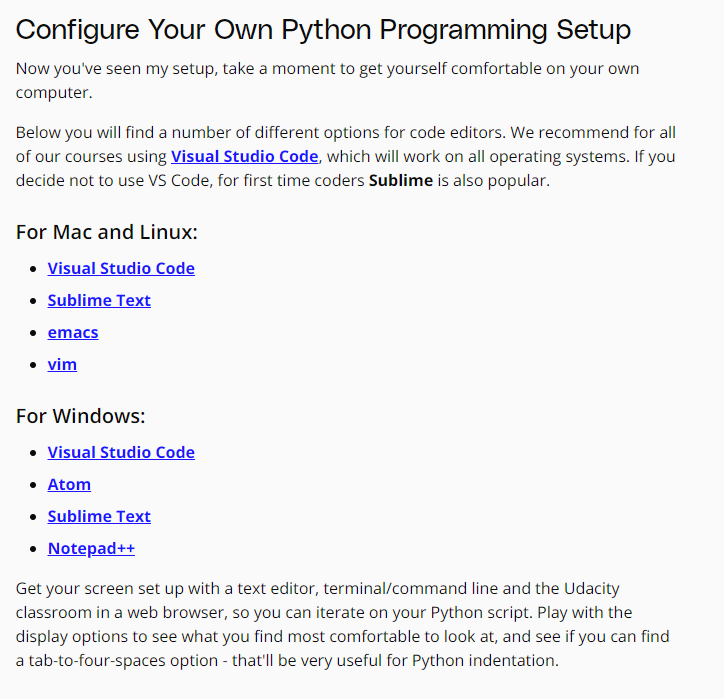 Configure Your Own Python Programming Setup
Now you've seen my setup, take a moment to get yourself comfortable on your own
computer.
Below you will find a number of different options for code editors. We recommend for all
of our courses using Visual Studio Code, which will work on all operating systems. If you
decide not to use VS Code, for first time coders Sublime is also popular.
For Mac and Linux:
• Visual Studio Code
• Sublime Text
• emacs
• vim
For Windows:
• Visual Studio Code
• Atom
• Sublime Text
• Notepad++
Get your screen set up with a text editor, terminal/command line and the Udacity
classroom in a web browser, so you can iterate on your Python script. Play with the
display options to see what you find most comfortable to look at, and see if you can find
a tab-to-four-spaces option - that'll be very useful for Python indentation.